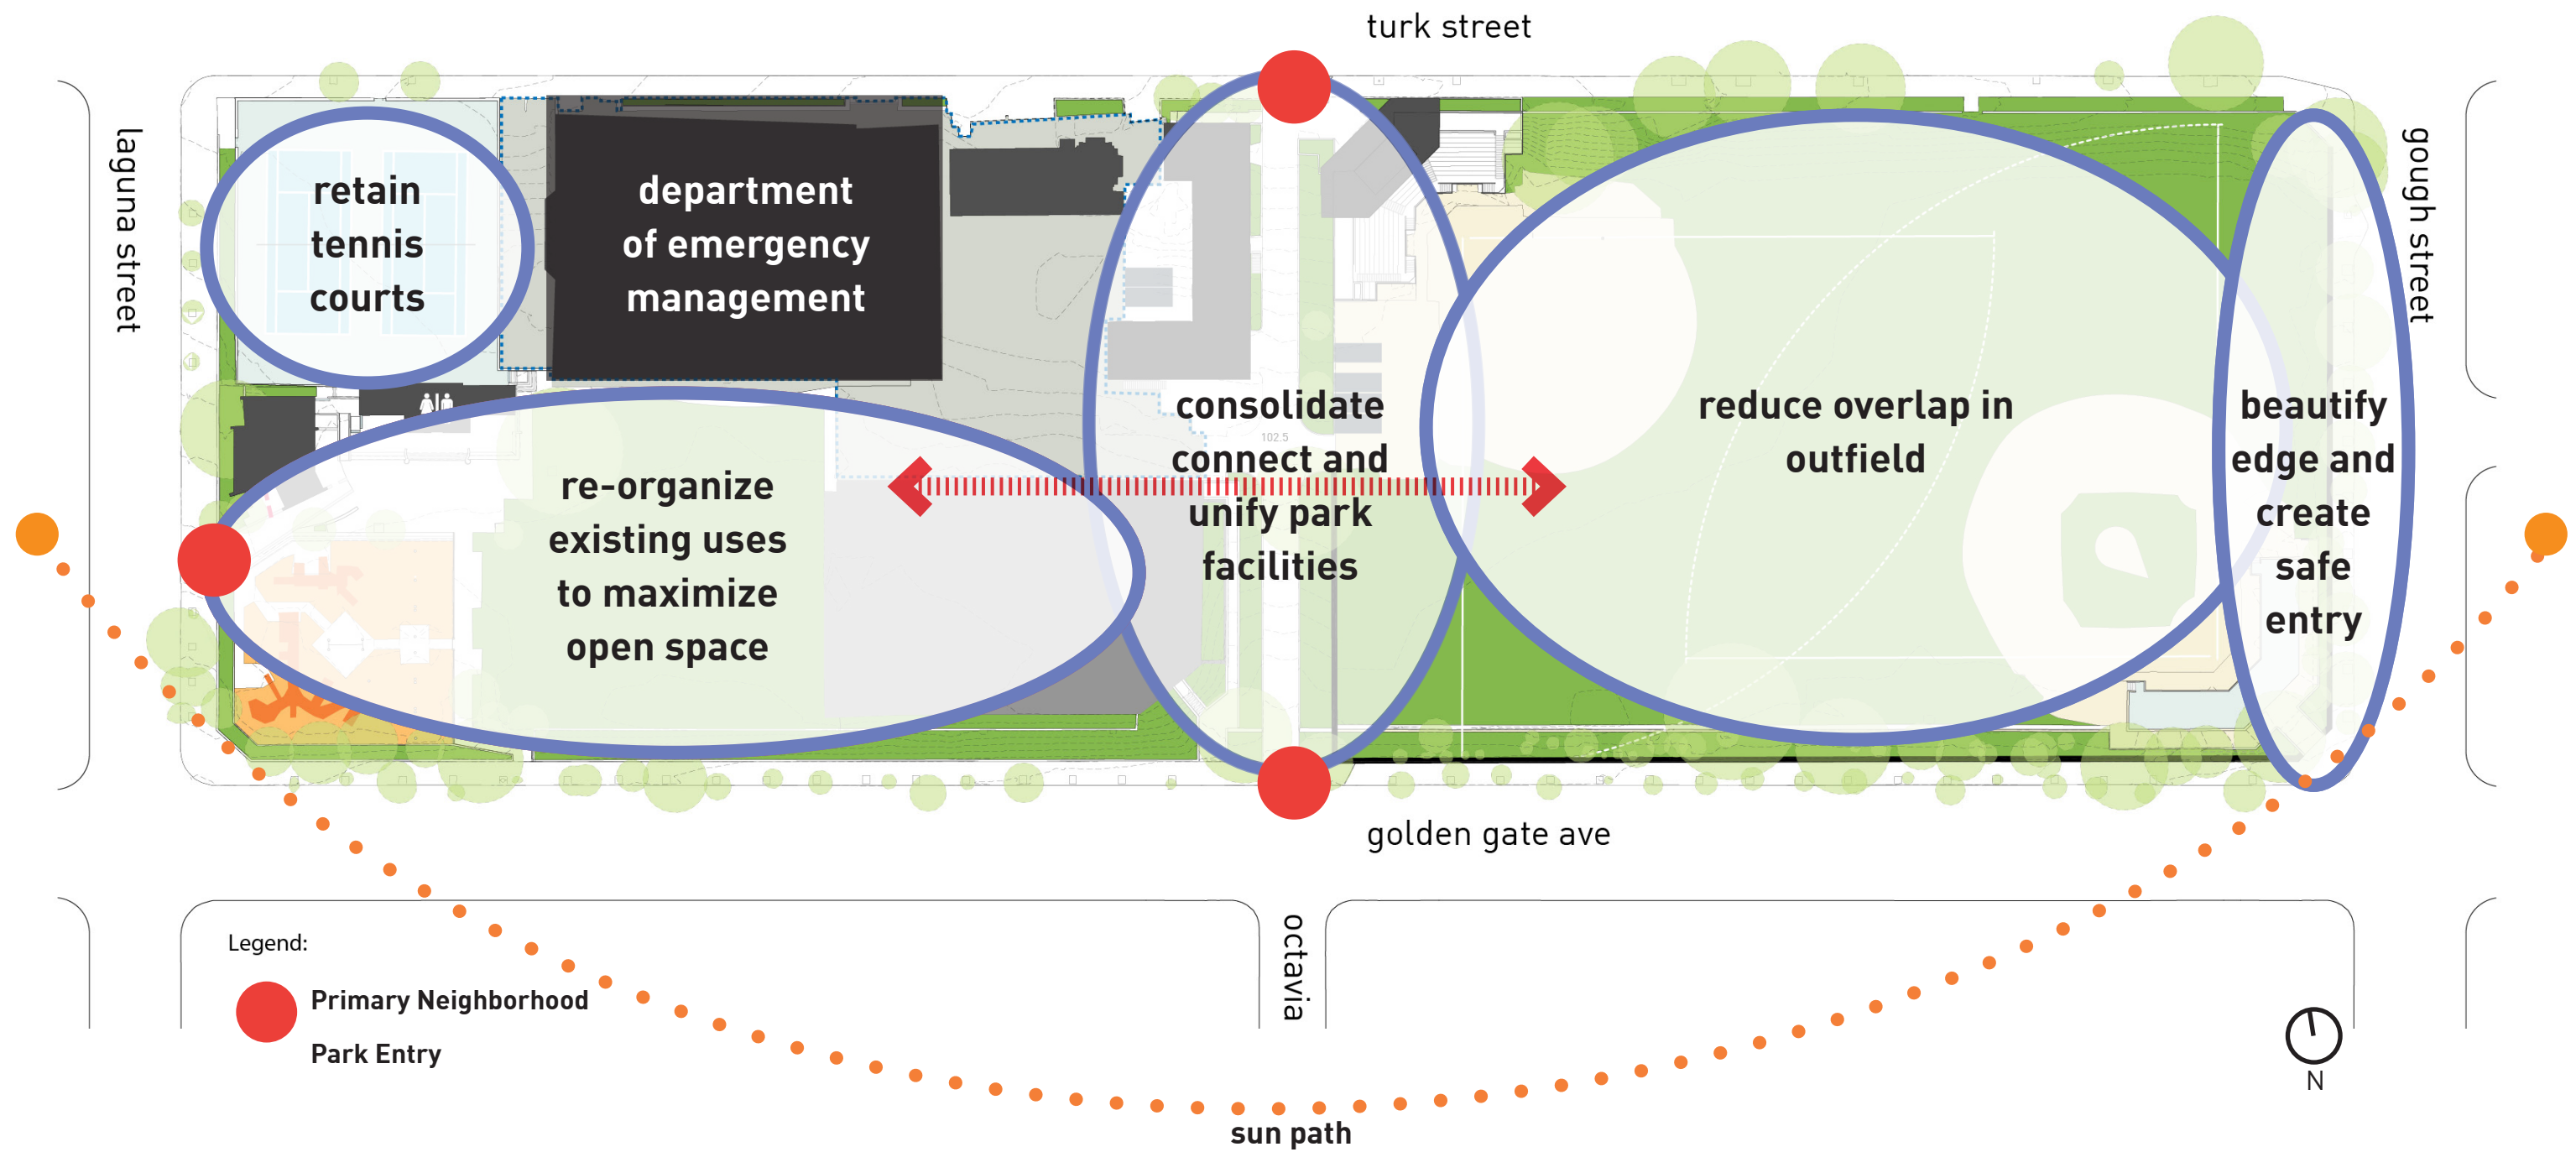 turk street
laguna street
gough street
retain
tennis
courts
department
of emergency
management
re-organize
existing uses
to maximize
open space
102.5
consolidate
connect and
unify park
facilities
reduce overlap in
outfield
beautify
edge and
create
safe
entry
golden gate ave
octavia
Legend:
Primary Neighborhood
Park Entry
sun path
N